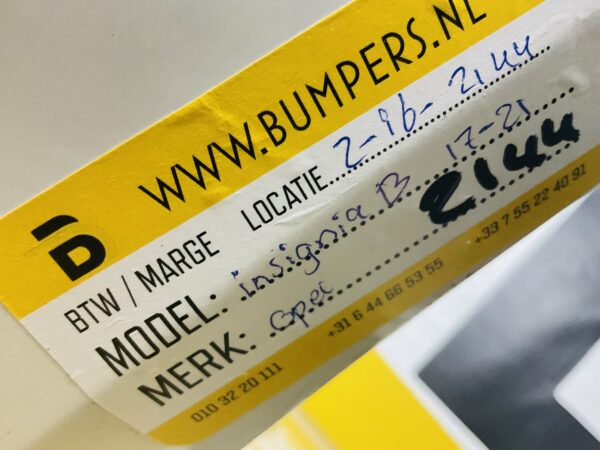 WWW.BUMPERS.NL
BTW / MARGE LOCATIE 2-16-2144
MODEL: insignia B 17-21
MERK: opel 2144
010 32 20 111 +31 6 44 66 53 55 +33 7 55 22 40 91